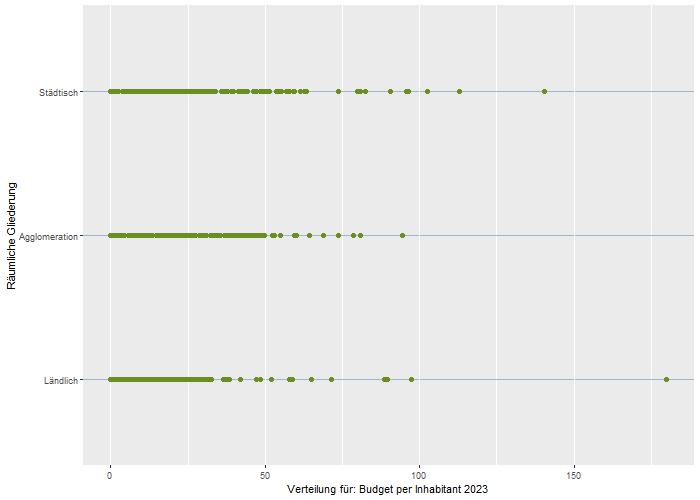 Räumliche Gliederung
Städtisch
Agglomeration
Ländlich
0
50
100
150
Verteilung für: Budget per Inhabitant 2023